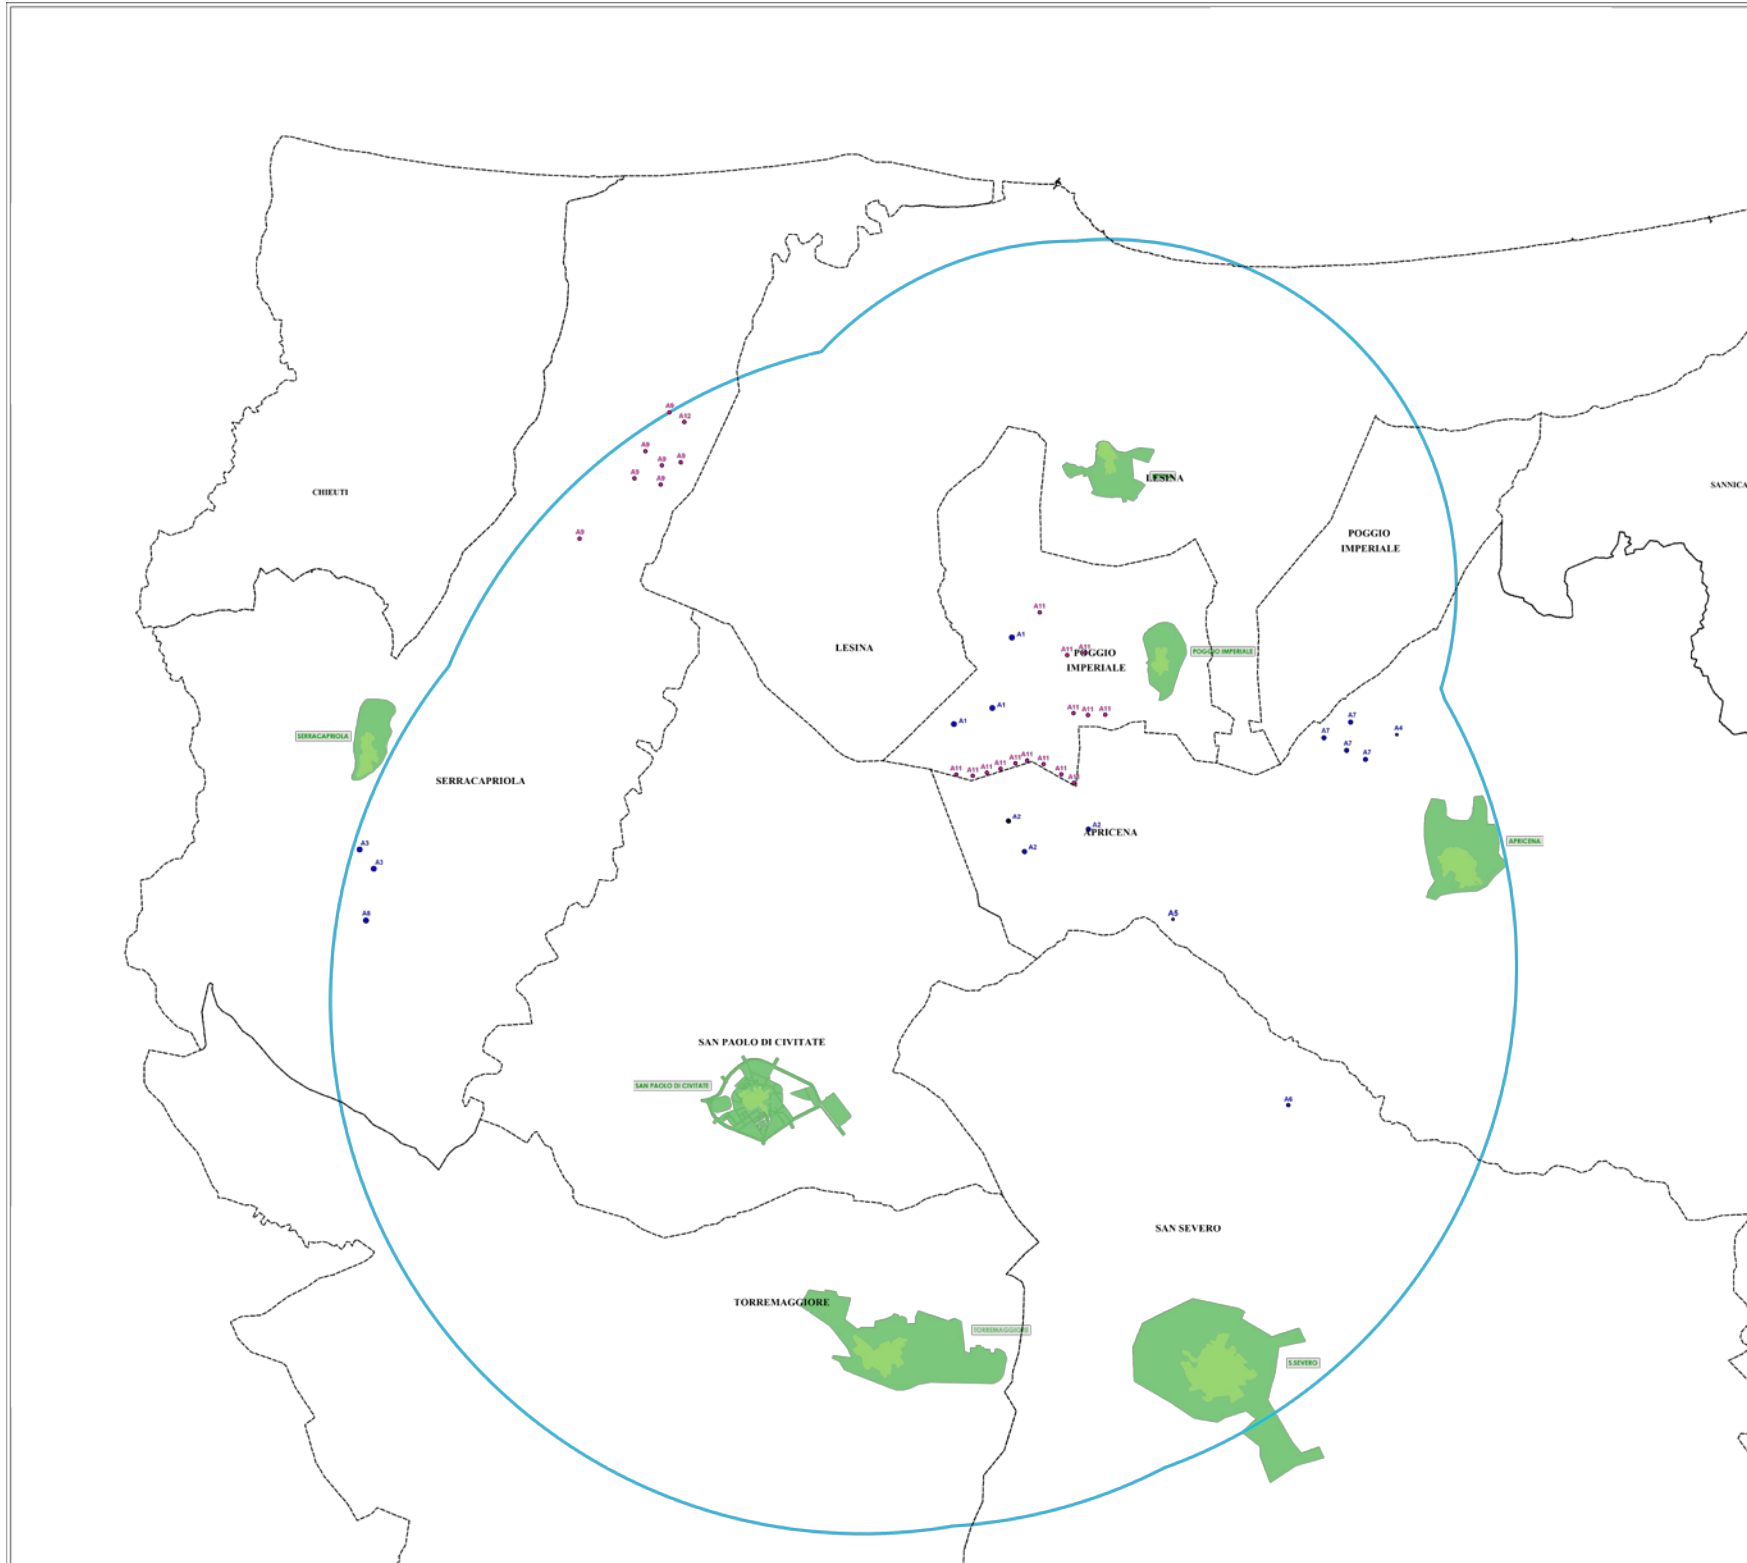 A9
A12
A9
A9
A9
A9
A9
A9
CHIEUTI
LESINA
SANNICA
POGGIO
IMPERIALE
A11
A1
A11
A11
POGGIO
IMPERIALE
POGGIO IMPERIALE
LESINA
A1
A1
A11
A11
A11
A7
A7
A4
A7
A7
SERRACAPRIOLA
SERRACAPRIOLA
A11
A11
A11
A11
A11
A11
A11
A11
A2
A2
APRICENA
A2
APRICENA
A3
A3
A5
SAN PAOLO DI CIVITATE
SAN PAOLO DI CIVITATE
A6
SAN SEVERO
TORREMAGGIORE
TORREMAGGIORE
S.SEVERO